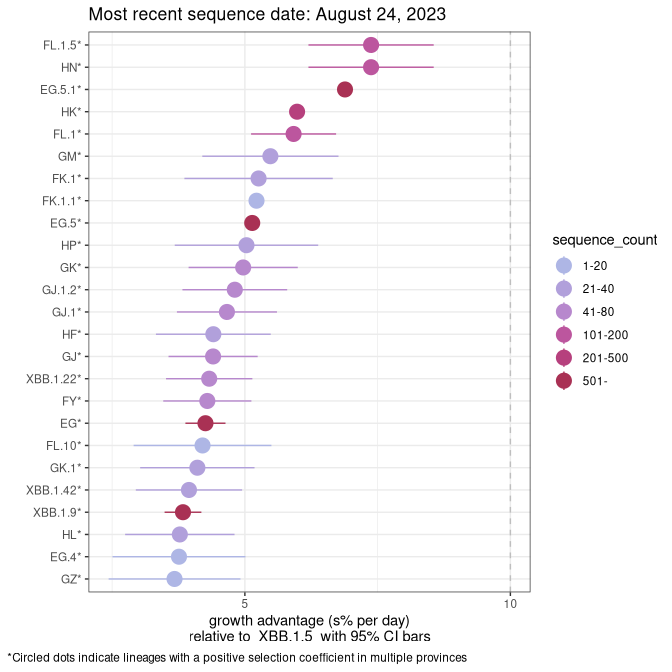 Most recent sequence date: August 24, 2023
FL.1.5*
HN*
EG.5.1*
HK*
FL.1*
GM*
FK.1*
FK.1.1*
EG.5*
HP*
GK*
GJ.1.2*
GJ.1*
HF*
GJ*
XBB.1.22*
FY*
EG*
FL.10*
GK.1*
XBB.1.42*
XBB.1.9*
HL*
EG.4*
GZ*
5 10
growth advantage (s% per day)
relative to XBB.1.5 with 95% CI bars
sequence_count
1-20
21-40
41-80
101-200
201-500
501-
*Circled dots indicate lineages with a positive selection coefficient in multiple provinces